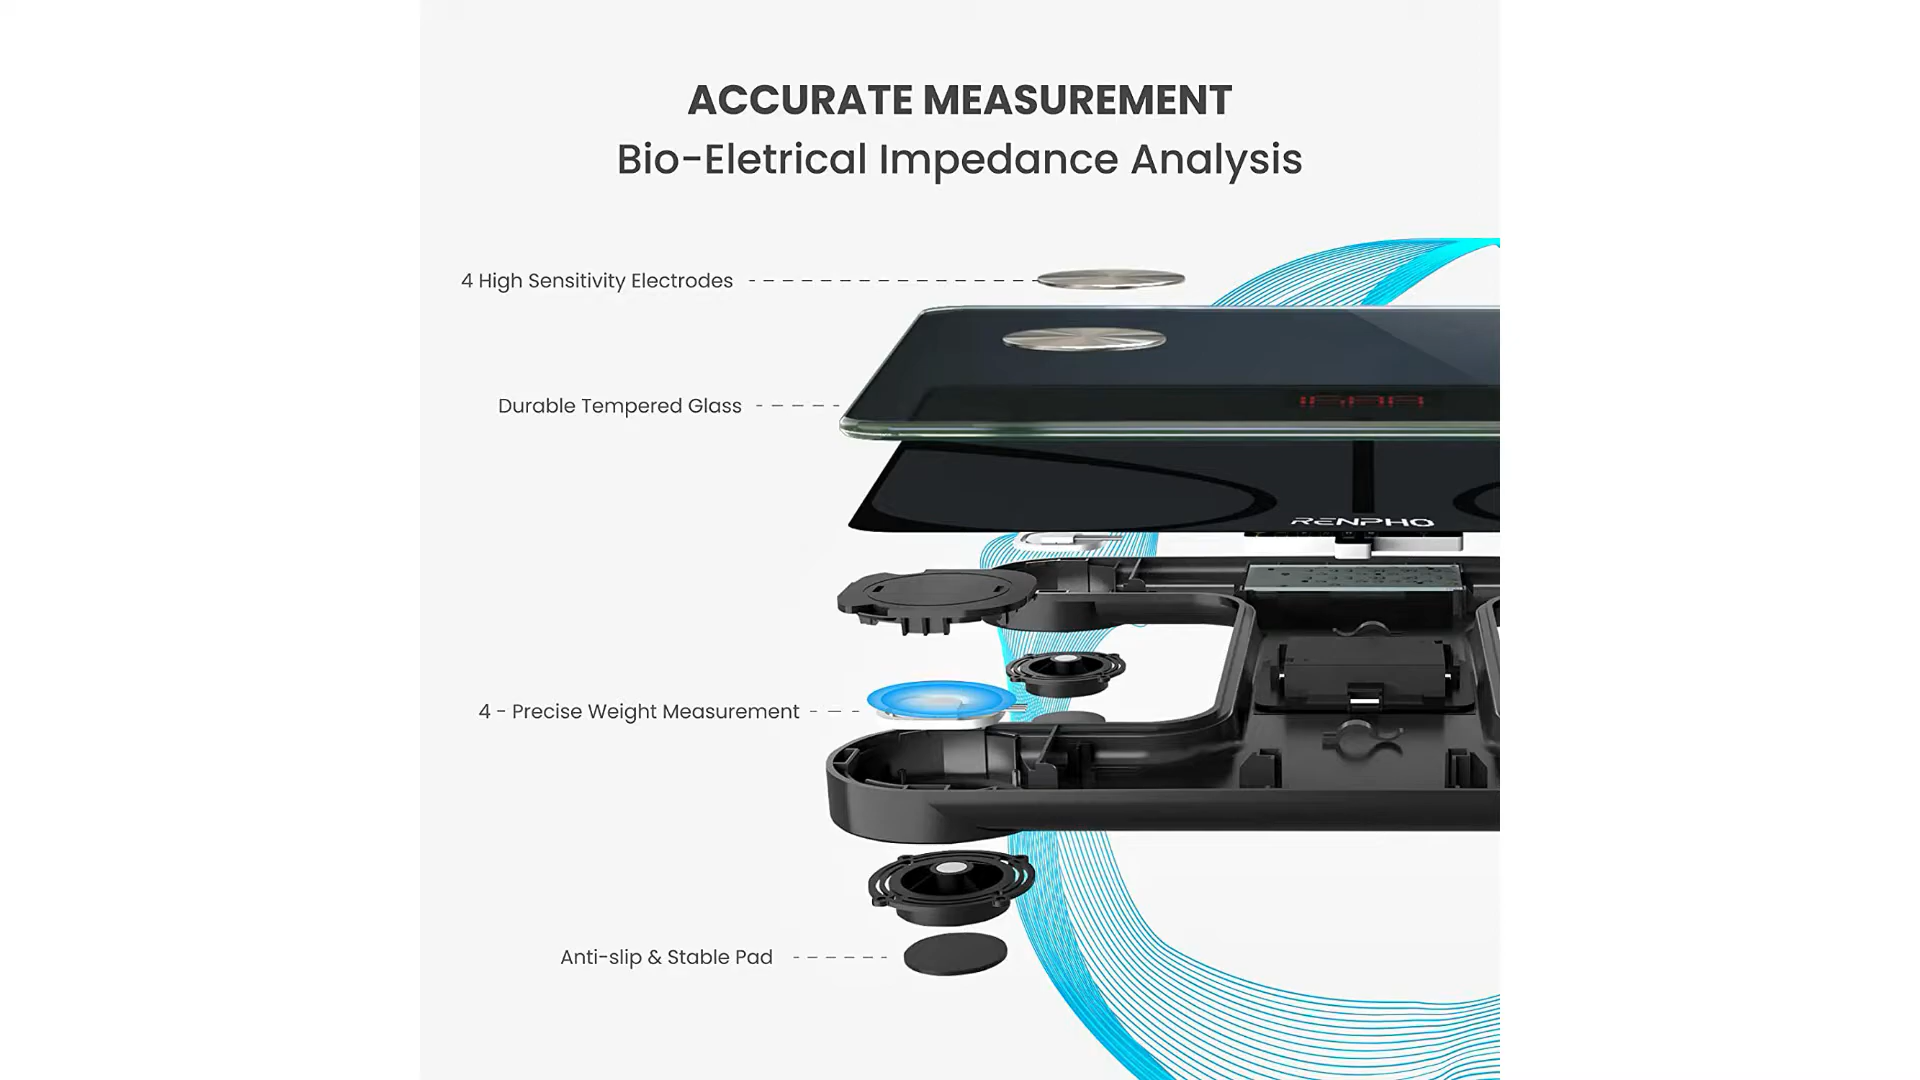 ACCURATE MEASUREMENT
Bio-Eletrical Impedance Analysis
4 High Sensitivity Electrodes
Durable Tempered Glass
RENPHO
4 - Precise Weight Measurement
Anti-slip & Stable Pad